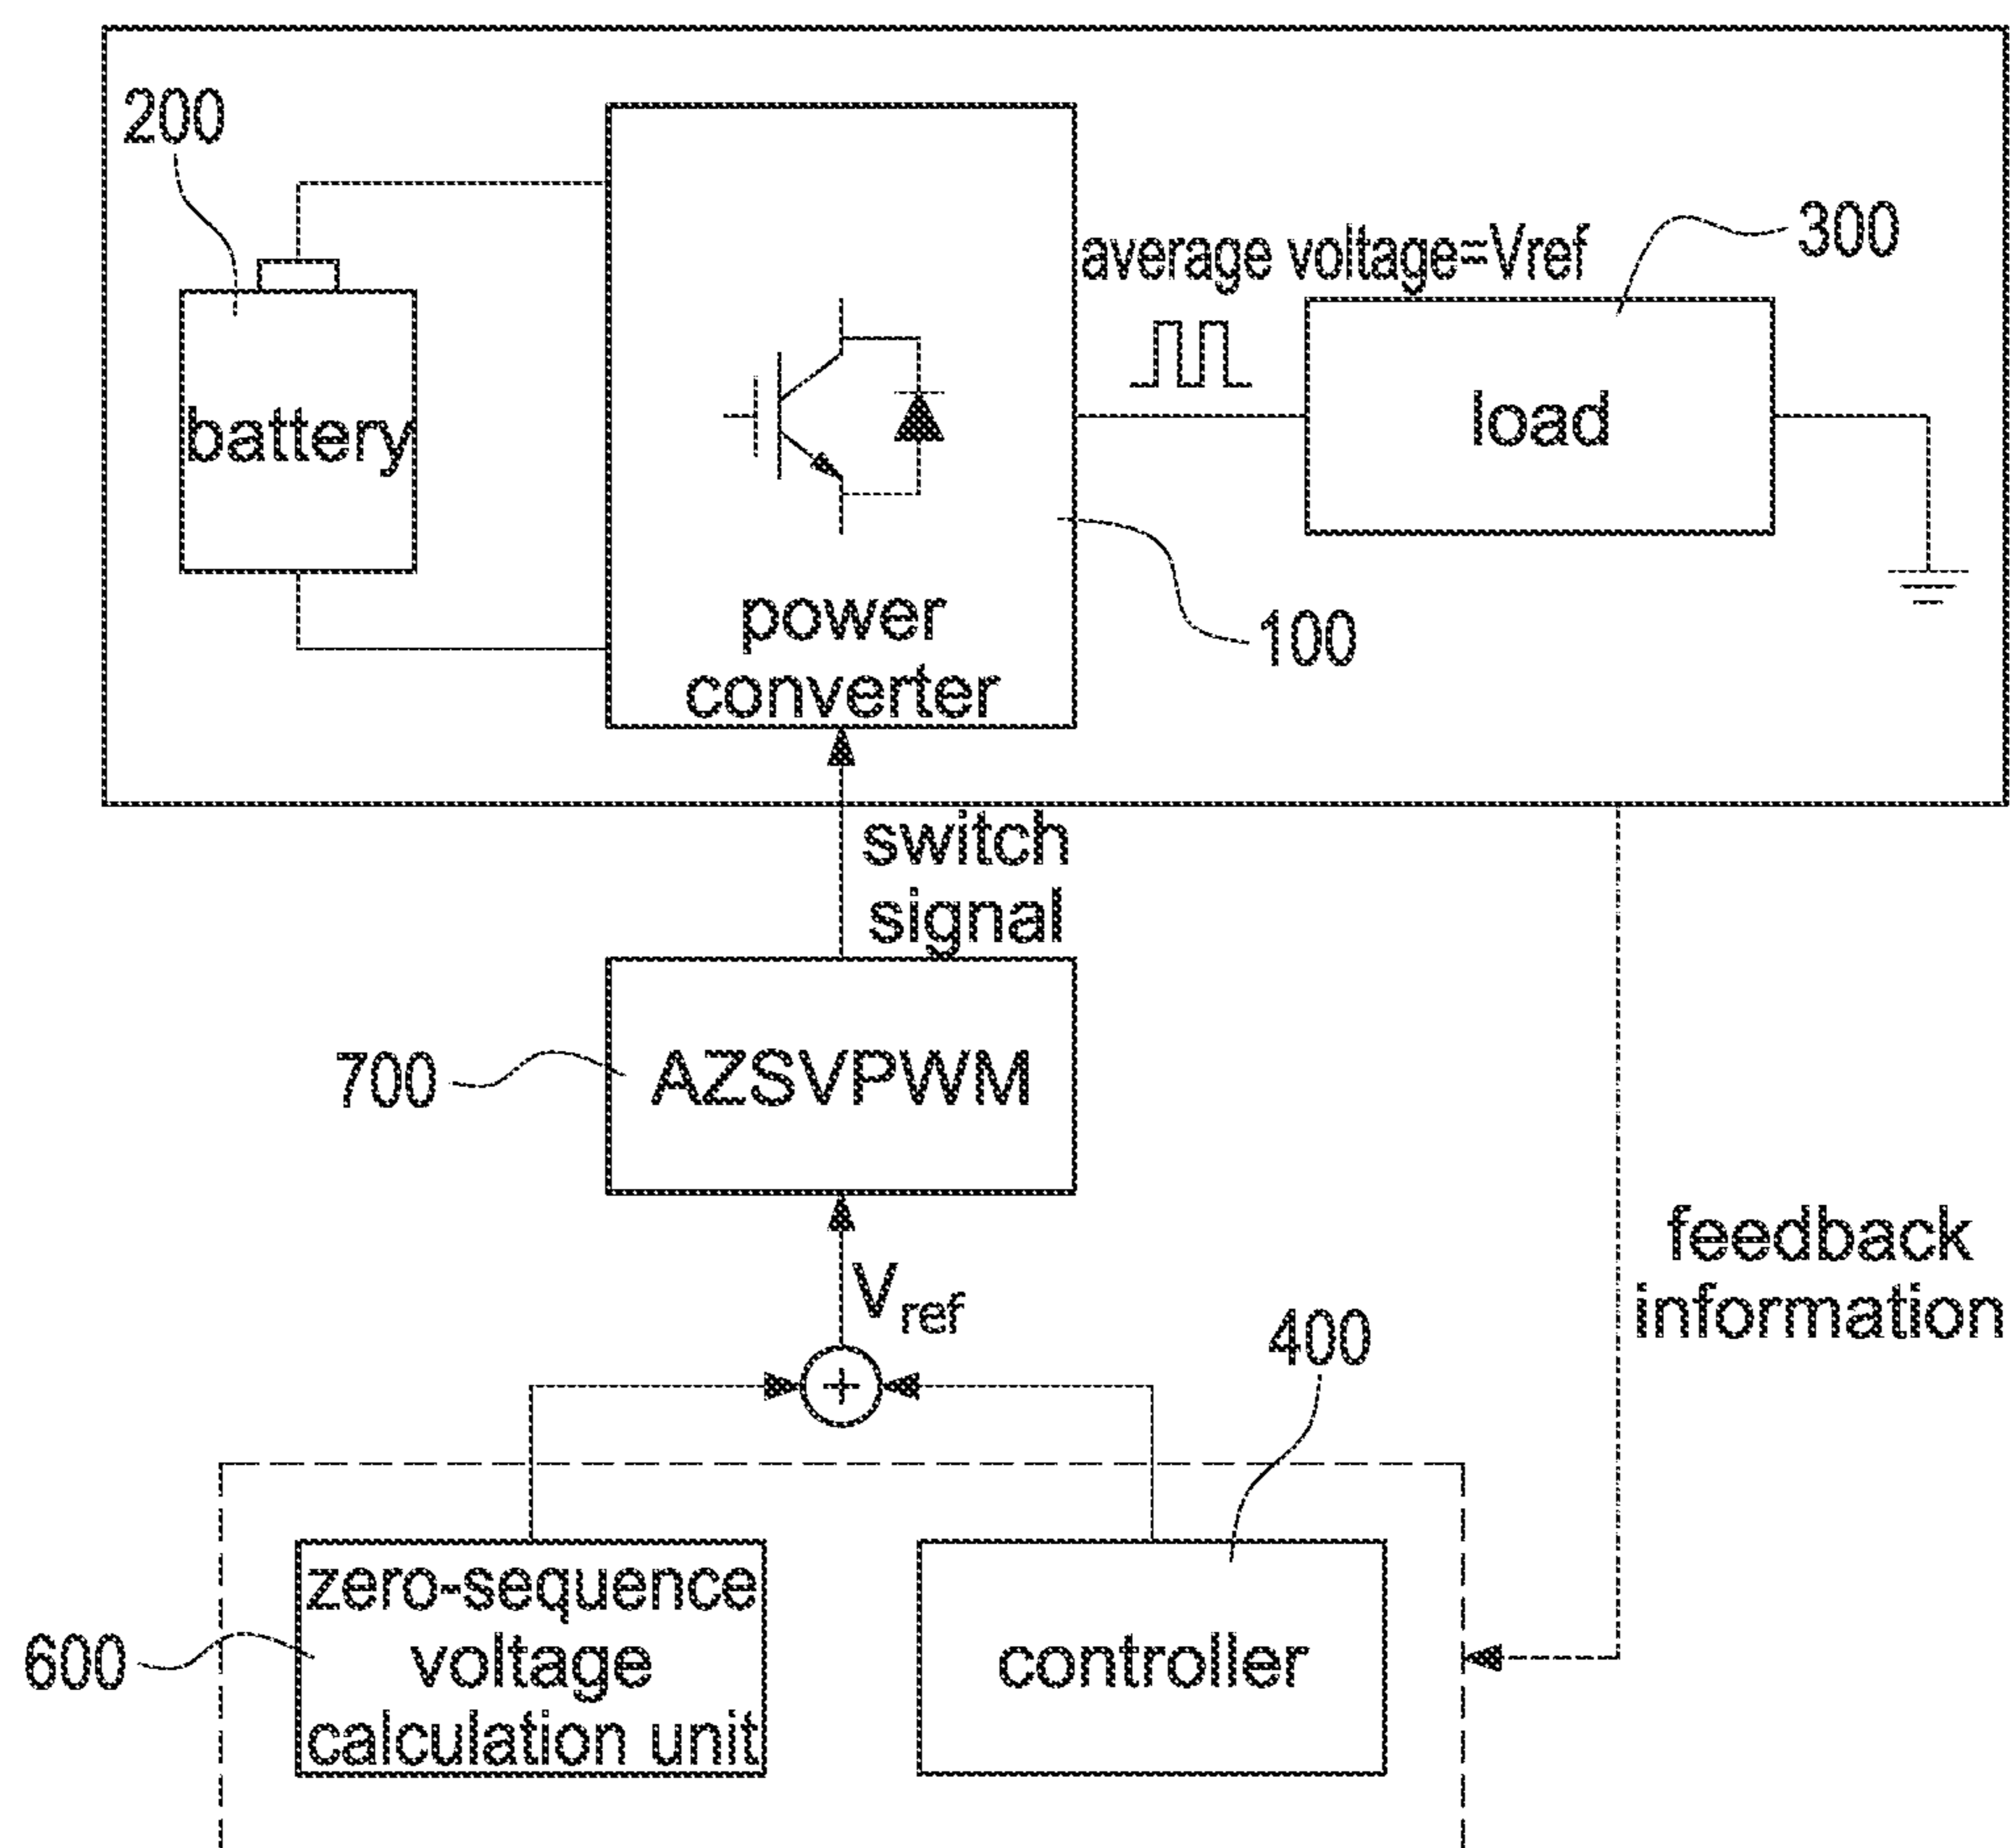 200
average voltage=Vref
300
battery
load
power
converter
100
switch
signal
700
AZSVPWM
Vref
feedback
information
400
+
600
zero-sequence
voltage
calculation unit
controller